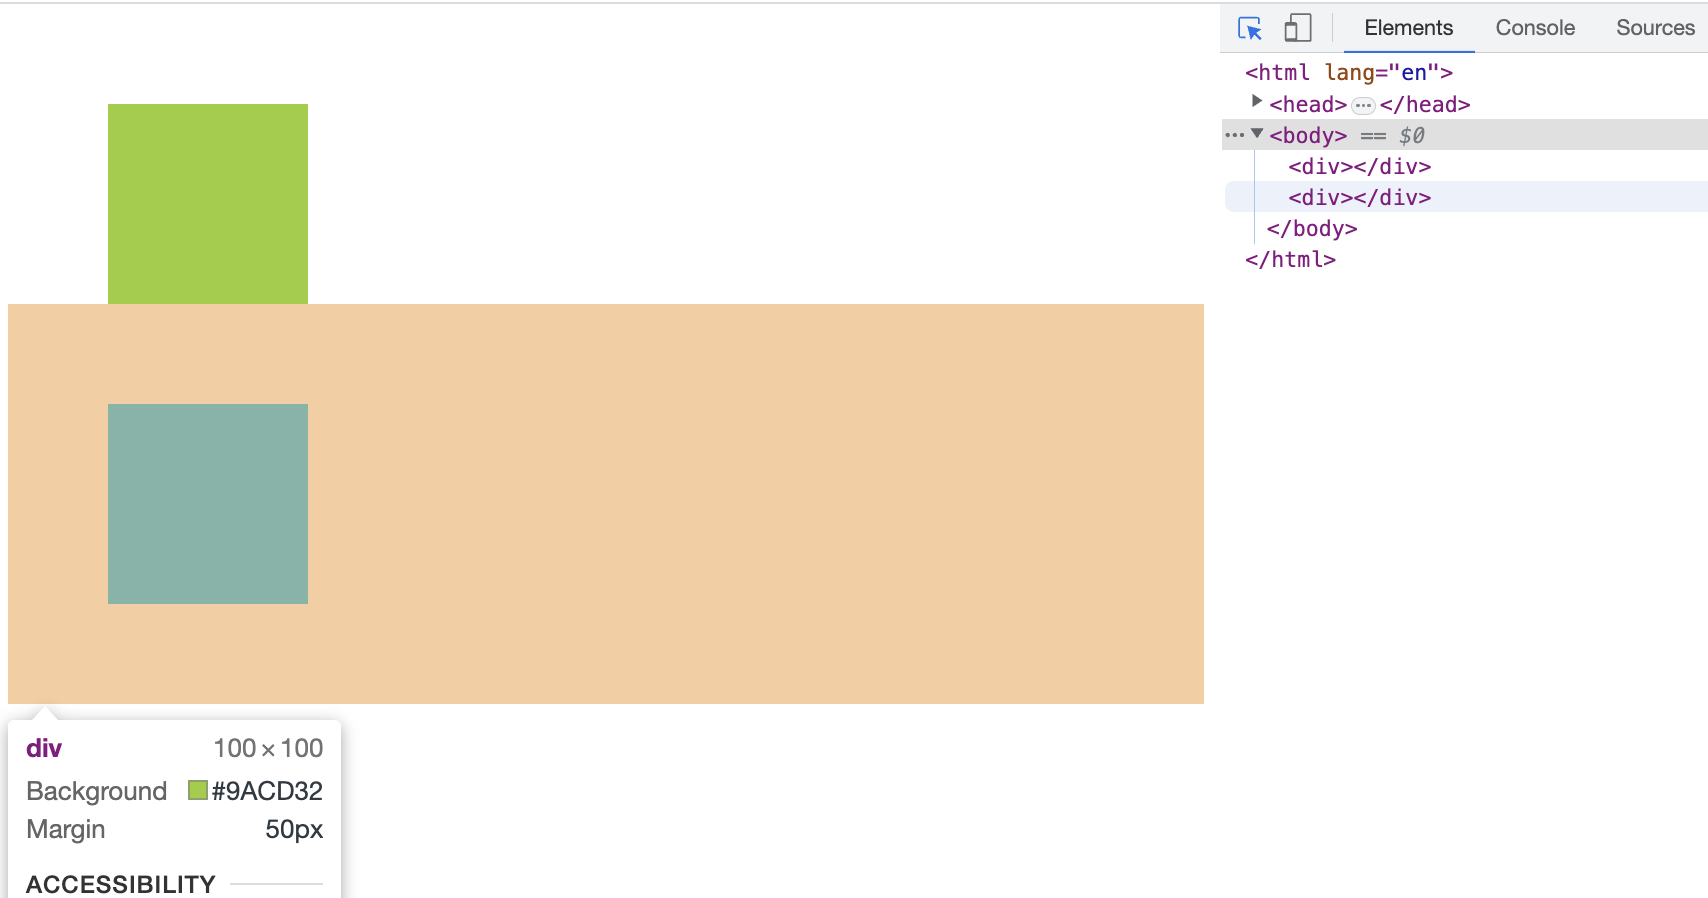 Elements Console Sources
<html lang="en">
<head>…</head>
… <body> == $0
<div></div>
<div></div>
</body>
</html>
div 100×100
Background #9ACD32
Margin 50px
ACCESSIBILITY